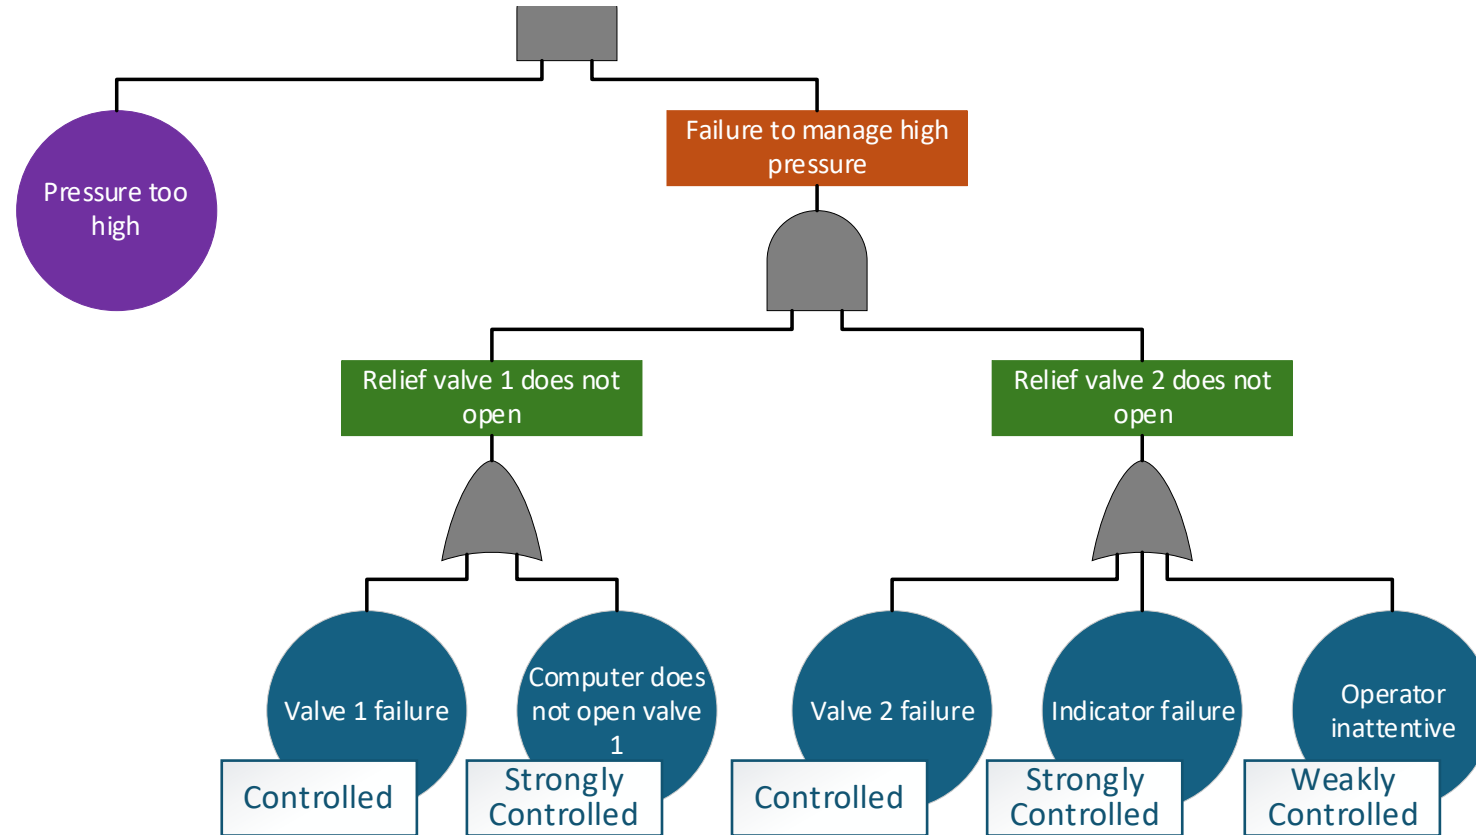 Failure to manage high
pressure
Pressure too
high
Relief valve 1 does not
open
Relief valve 2 does not
open
Valve 1 failure
Computer does
not open valve
1
Valve 2 failure
Indicator failure
Operator
inattentive
Controlled
Strongly
Controlled
Controlled
Strongly
Controlled
Weakly
Controlled